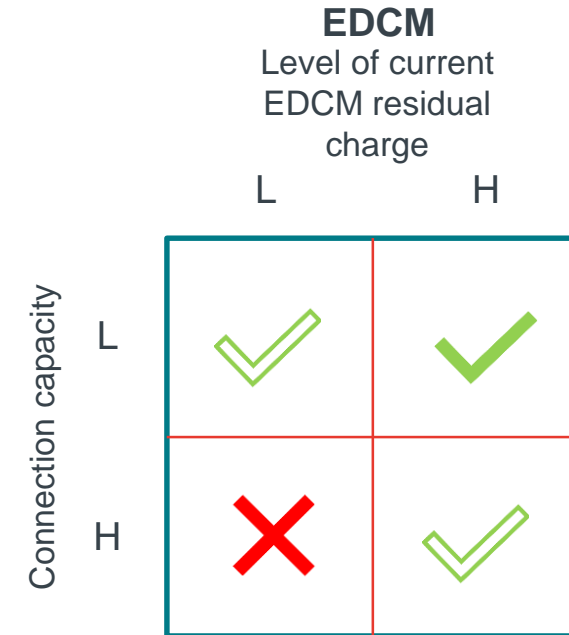 EDCM
Level of current
EDCM residual
charge
L H
Connection capacity
L
H